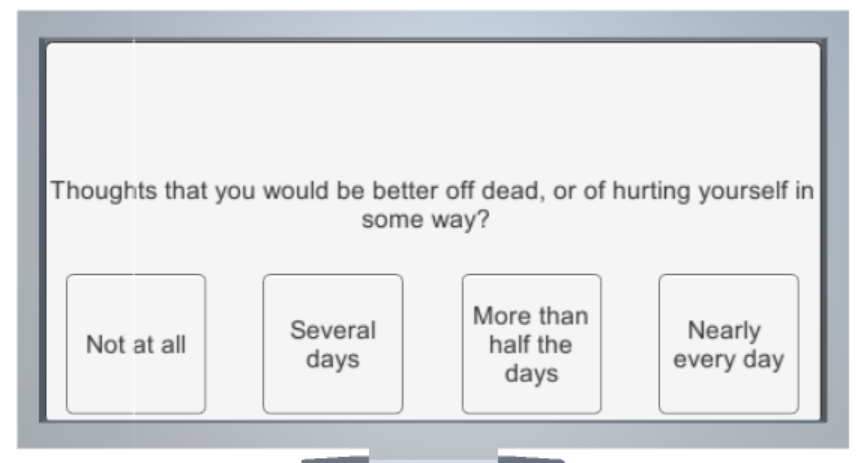 Thoughts that you would be better off dead, or of hurting yourself in
some way?
Not at all
Several
days
More than
half the
days
Nearly
every day